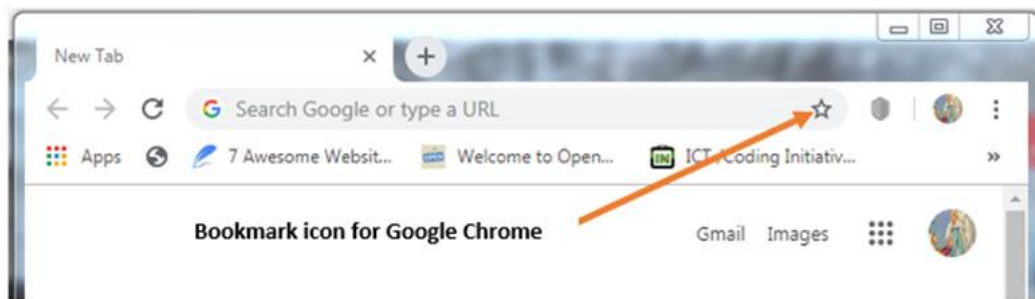 New Tab
Search Google or type a URL
Apps 7 Awesome Websit... Welcome to Open... ICT /Coding Initiativ... »
Bookmark icon for Google Chrome
Gmail Images